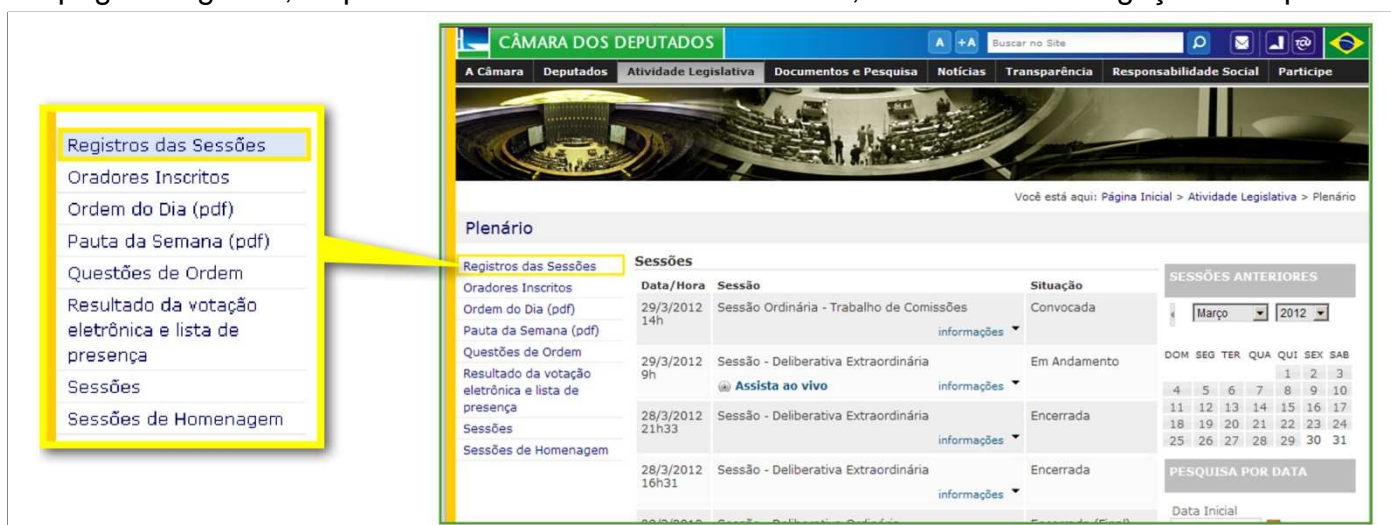 Registros das Sessões
Oradores Inscritos
Ordem do Dia (pdf)
Pauta da Semana (pdf)
Questões de Ordem
Resultado da votação
eletrônica e lista de
presença
Sessões
Sessões de Homenagem
CÂMARA DOS DEPUTADOS
A +A Buscar no Site
A Câmara Deputados Atividade Legislativa Documentos e Pesquisa Notícias Transparência Responsabilidade Social Participe
Você está aqui: Página Inicial > Atividade Legislativa > Plenário
Plenário
Registros das Sessões
Oradores Inscritos
Ordem do Dia (pdf)
Pauta da Semana (pdf)
Questões de Ordem
Resultado da votação
eletrônica e lista de
presença
Sessões
Sessões de Homenagem
Sessões
Data/Hora Sessão Situação
29/3/2012 Sessão Ordinária - Trabalho de Comissões Convocada
14h
informações
29/3/2012 Sessão - Deliberativa Extraordinária Em Andamento
9h
Assista ao vivo informações
28/3/2012 Sessão - Deliberativa Extraordinária Encerrada
21h33
informações
28/3/2012 Sessão - Deliberativa Extraordinária Encerrada
16h31
informações
SESSÕES ANTERIORES
Março 2012
DOM SEG TER QUA QUI SEX SAB
1 2 3
4 5 6 7 8 9 10
11 12 13 14 15 16 17
18 19 20 21 22 23 24
25 26 27 28 29 30 31
PESQUISA POR DATA
Data Inicial